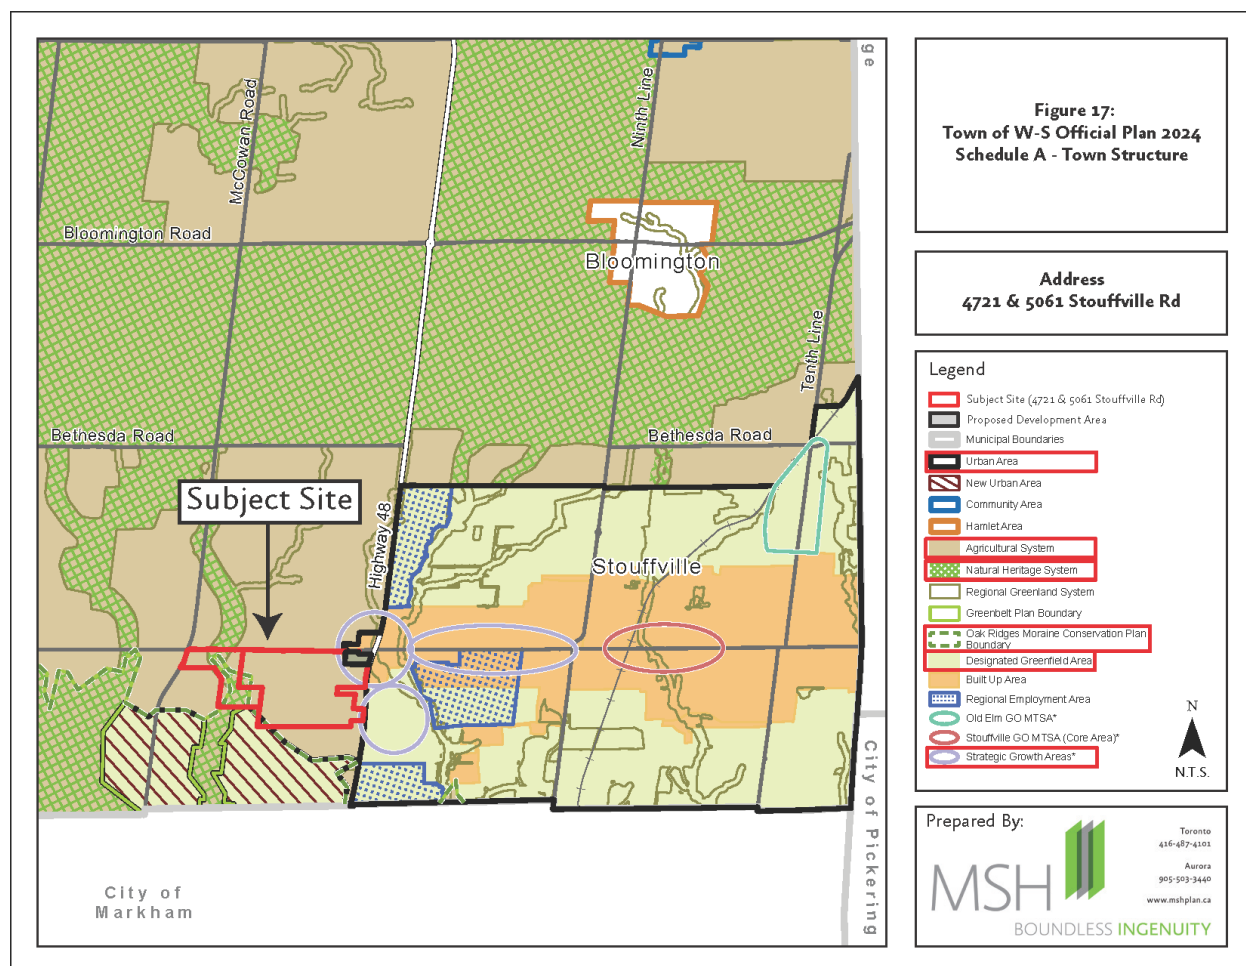 ge
McCowan Road
Ninth Line
Bloomington Road
Bloomington
Tenth Line
Bethesda Road
Bethesda Road
Subject Site
Highway 48
Stouffville
City of Pickering
City of
Markham
Figure 17:
Town of W-S Official Plan 2024
Schedule A - Town Structure
Address
4721 & 5061 Stouffville Rd
Legend
Subject Site (4721 & 5061 Stouffville Rd)
Proposed Development Area
Municipal Boundaries
Urban Area
New Urban Area
Community Area
Hamlet Area
Agricultural System
Natural Heritage System
Regional Greenland System
Greenbelt Plan Boundary
Oak Ridges Moraine Conservation Plan
Boundary
Designated Greenfield Area
Built Up Area
Regional Employment Area
Old Elm GO MTSA*
Stouffville GO MTSA (Core Area)*
Strategic Growth Areas*
N
N.T.S.
Prepared By:
Toronto
416-487-4101
Aurora
905-503-3440
www.mshplan.ca
MSH
BOUNDLESS INGENUITY